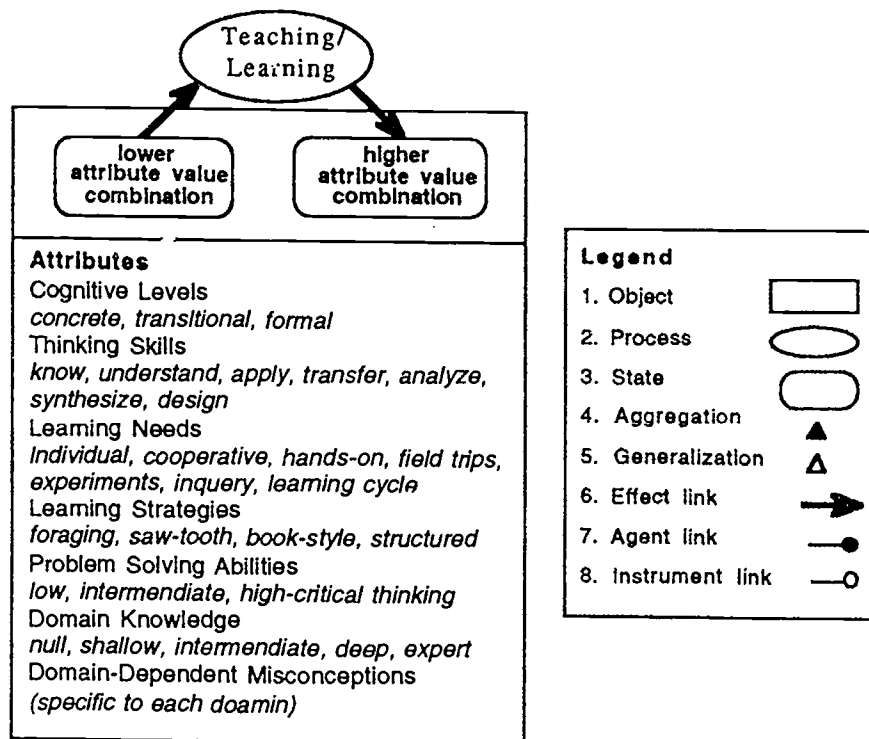 Teaching/
Learning
lower
attribute value
combination
higher
attribute value
combination
Attributes
Cognitive Levels
concrete, transitional, formal
Thinking Skills
know, understand, apply, transfer, analyze,
synthesize, design
Learning Needs
Individual, cooperative, hands-on, field trips,
experiments, inquery, learning cycle
Learning Strategies
foraging, saw-tooth, book-style, structured
Problem Solving Abilities
low, intermendiate, high-critical thinking
Domain Knowledge
null, shallow, intermendiate, deep, expert
Domain-Dependent Misconceptions
(specific to each doamin)
Legend
1. Object
2. Process
3. State
4. Aggregation
5. Generalization
6. Effect link
7. Agent link
8. Instrument link